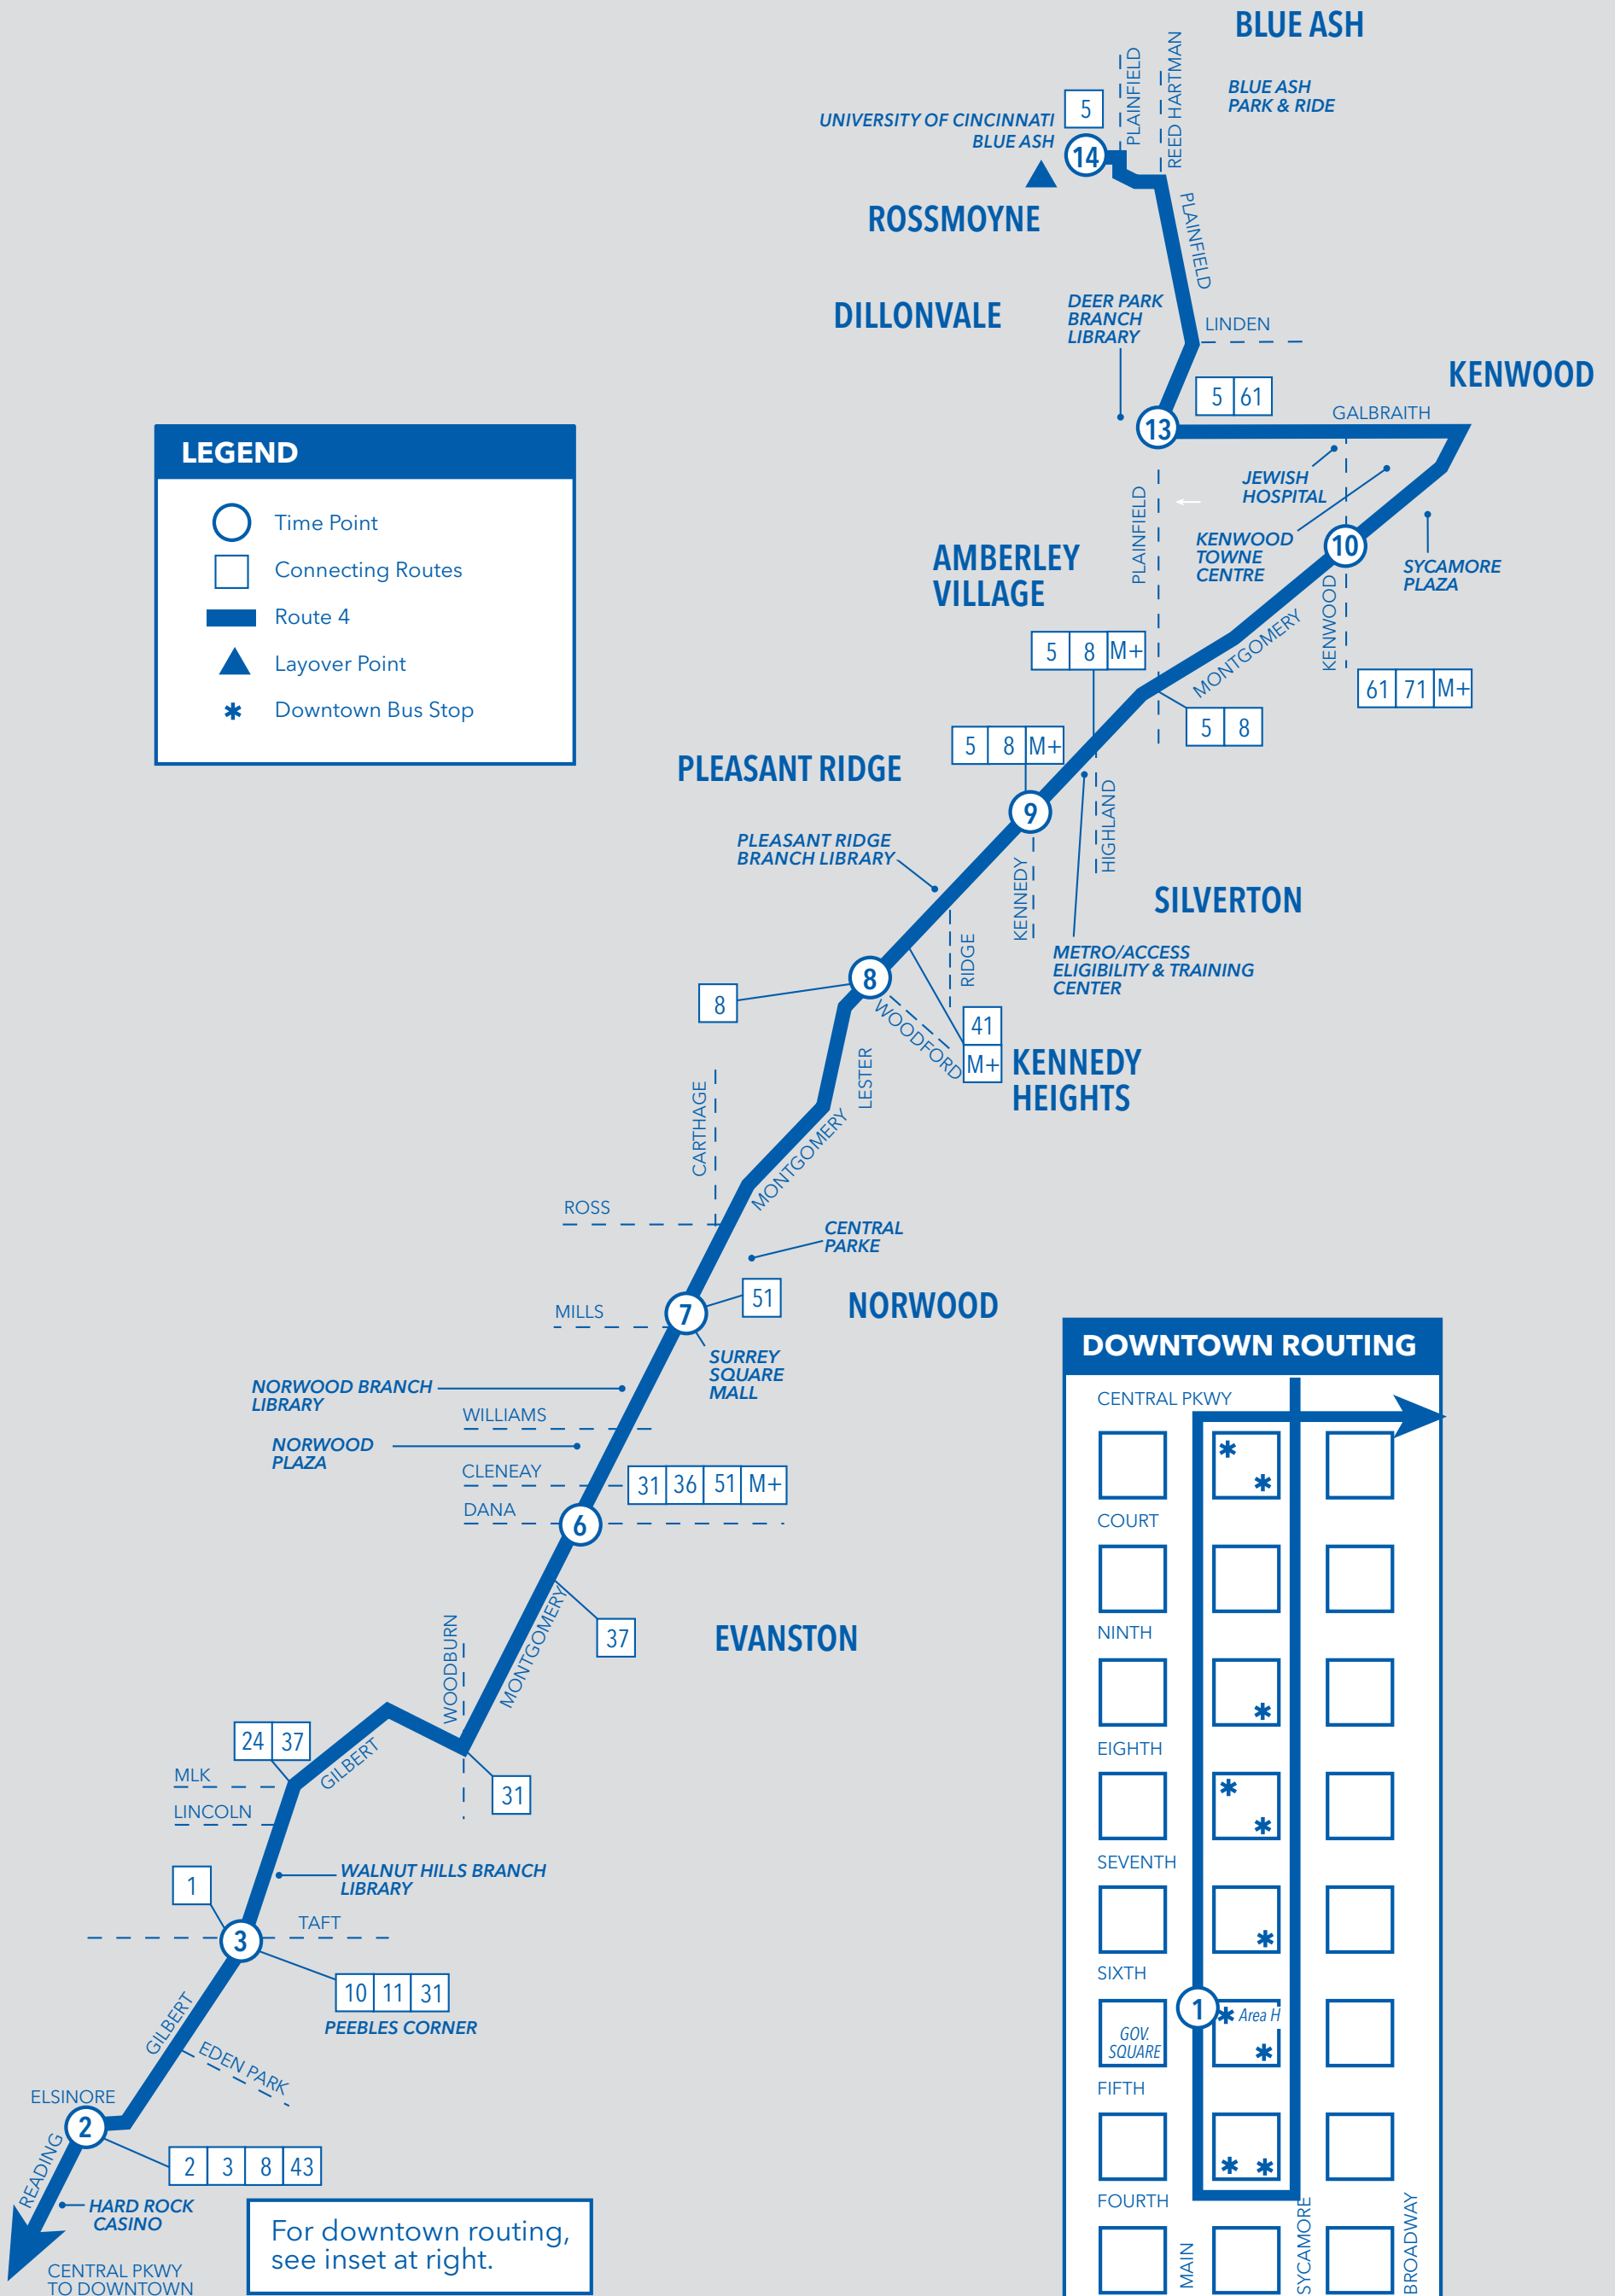 BLUE ASH
BLUE ASH
PARK & RIDE
PLAINFIELD
REED HARTMAN
5
UNIVERSITY OF CINCINNATI
BLUE ASH
14
ROSSMOYNE
PLAINFIELD
DILLONVALE
DEER PARK
BRANCH
LIBRARY
LINDEN
KENWOOD
5 61
GALBRAITH
13
JEWISH
HOSPITAL
KENWOOD
TOWNE
CENTRE
10
SYCAMORE
PLAZA
PLAINFIELD
AMBERLEY
VILLAGE
KENWOOD
MONTGOMERY
5 8 M+
61 71 M+
5 8
5 8 M+
PLEASANT RIDGE
9
HIGHLAND
PLEASANT RIDGE
BRANCH LIBRARY
KENNEDY
SILVERTON
RIDGE
METRO/ACCESS
ELIGIBILITY & TRAINING
CENTER
8
8
WOODFORD
41
M+
KENNEDY
HEIGHTS
LESTER
CARTHAGE
MONTGOMERY
ROSS
CENTRAL
PARKE
51
NORWOOD
MILLS
7
SURREY
SQUARE
MALL
NORWOOD BRANCH
LIBRARY
WILLIAMS
NORWOOD
PLAZA
CLENEAY
31 36 51 M+
DANA
6
MONTGOMERY
37
EVANSTON
WOODBURN
24 37
GILBERT
MLK
31
LINCOLN
WALNUT HILLS BRANCH
LIBRARY
1
TAFT
3
10 11 31
PEEBLES CORNER
GILBERT
EDEN PARK
ELSINORE
2
READING
2 3 8 43
HARD ROCK
CASINO
CENTRAL PKWY
TO DOWNTOWN
For downtown routing,
see inset at right.
LEGEND
Time Point
Connecting Routes
Route 4
Layover Point
Downtown Bus Stop
DOWNTOWN ROUTING
CENTRAL PKWY
COURT
NINTH
EIGHTH
SEVENTH
SIXTH
1
Area H
GOV.
SQUARE
FIFTH
FOURTH
MAIN
SYCAMORE
BROADWAY